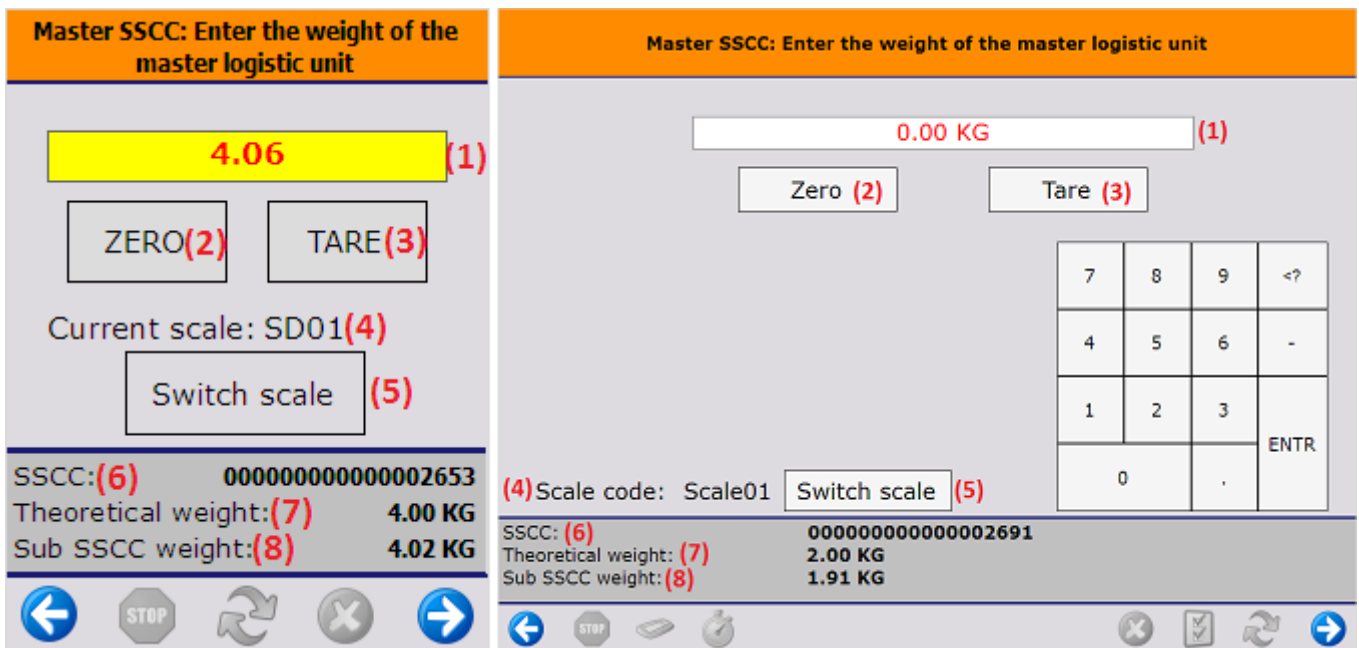 Master SSCC: Enter the weight of the
master logistic unit
4.06 (1)
ZERO(2) TARE(3)
Current scale: SD01(4)
Switch scale (5)
SSCC:(6) 000000000000002653
Theoretical weight:(7) 4.00 KG
Sub SSCC weight:(8) 4.02 KG
STOP
Master SSCC: Enter the weight of the master logistic unit
0.00 KG (1)
Zero (2) Tare (3)
7 8 9 <?
4 5 6 -
1 2 3
ENTR
0 .
(4)Scale code: Scale01 Switch scale (5)
SSCC: (6) 000000000000002691
Theoretical weight: (7) 2.00 KG
Sub SSCC weight:(8) 1.91 KG
STOP